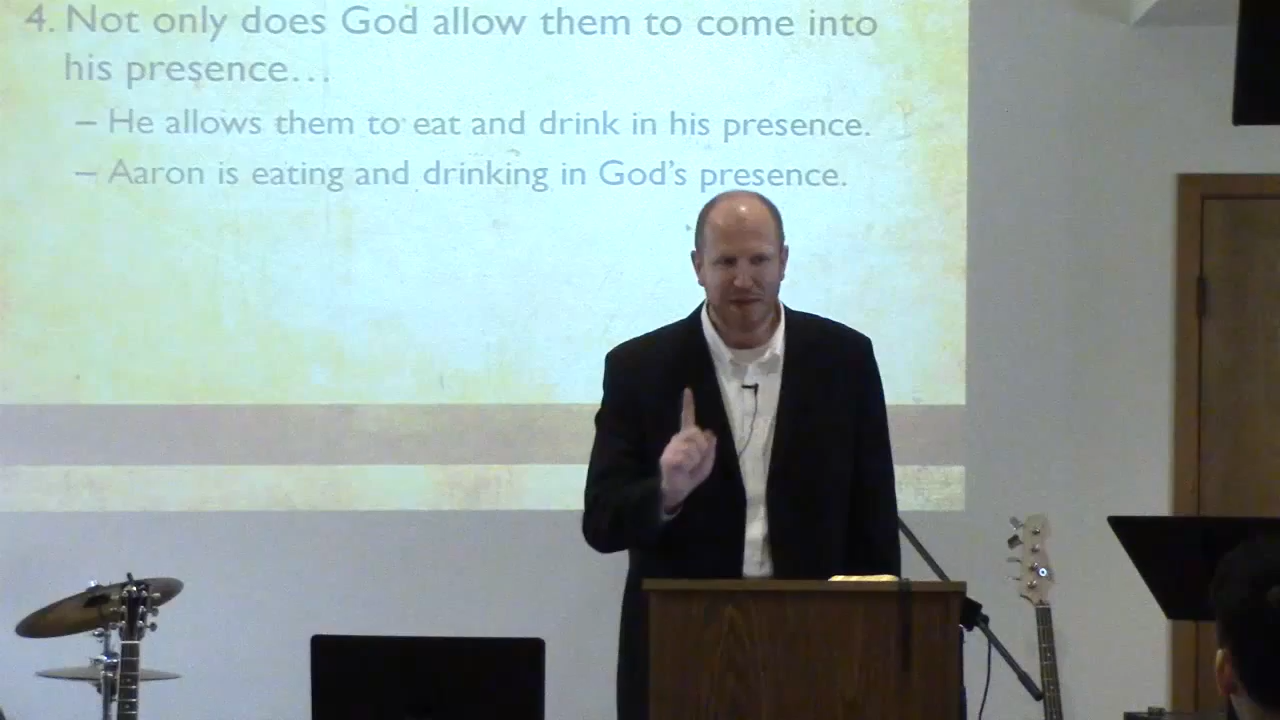 4. Not only does God allow them to come into
his presence…
– He allows them to eat and drink in his presence.
– Aaron is eating and drinking in God's presence.